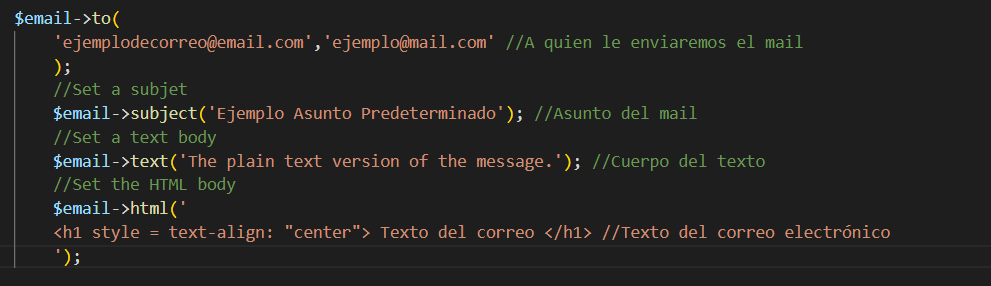 $email->to(
'ejemplodecorreo@email.com','ejemplo@mail.com' //A quien le enviaremos el mail
);
//Set a subjet
$email->subject('Ejemplo Asunto Predeterminado'); //Asunto del mail
//Set a text body
$email->text('The plain text version of the message.'); //Cuerpo del texto
//Set the HTML body
$email->html('
<h1 style = text-align: "center"> Texto del correo </h1> //Texto del correo electrónico
');